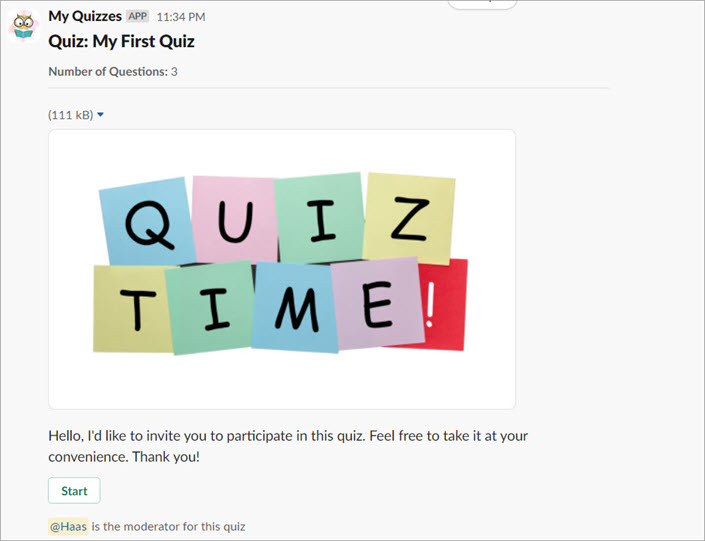 My Quizzes APP 11:34 PM
Quiz: My First Quiz
Number of Questions: 3
(111 kB)
QUIZ
TIME!
Hello, I'd like to invite you to participate in this quiz. Feel free to take it at your
convenience. Thank you!
Start
@Haas is the moderator for this quiz